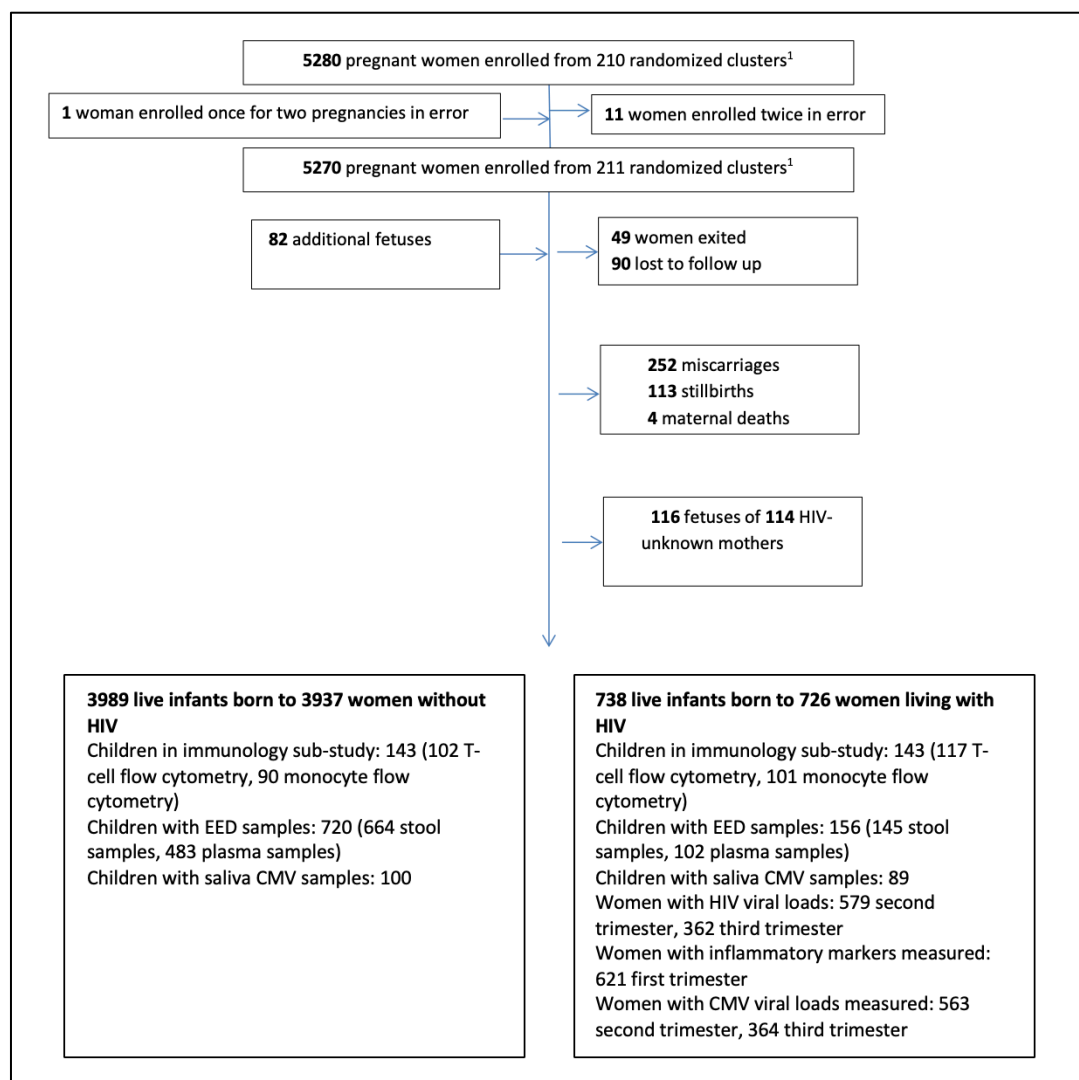 5280 pregnant women enrolled from 210 randomized clusters¹
1 woman enrolled once for two pregnancies in error
11 women enrolled twice in error
5270 pregnant women enrolled from 211 randomized clusters¹
82 additional fetuses
49 women exited
90 lost to follow up
252 miscarriages
113 stillbirths
4 maternal deaths
116 fetuses of 114 HIV-
unknown mothers
3989 live infants born to 3937 women without
HIV
Children in immunology sub-study: 143 (102 T-
cell flow cytometry, 90 monocyte flow
cytometry)
Children with EED samples: 720 (664 stool
samples, 483 plasma samples)
Children with saliva CMV samples: 100
738 live infants born to 726 women living with
HIV
Children in immunology sub-study: 143 (117 T-
cell flow cytometry, 101 monocyte flow
cytometry)
Children with EED samples: 156 (145 stool
samples, 102 plasma samples)
Children with saliva CMV samples: 89
Women with HIV viral loads: 579 second
trimester, 362 third trimester
Women with inflammatory markers measured:
621 first trimester
Women with CMV viral loads measured: 563
second trimester, 364 third trimester